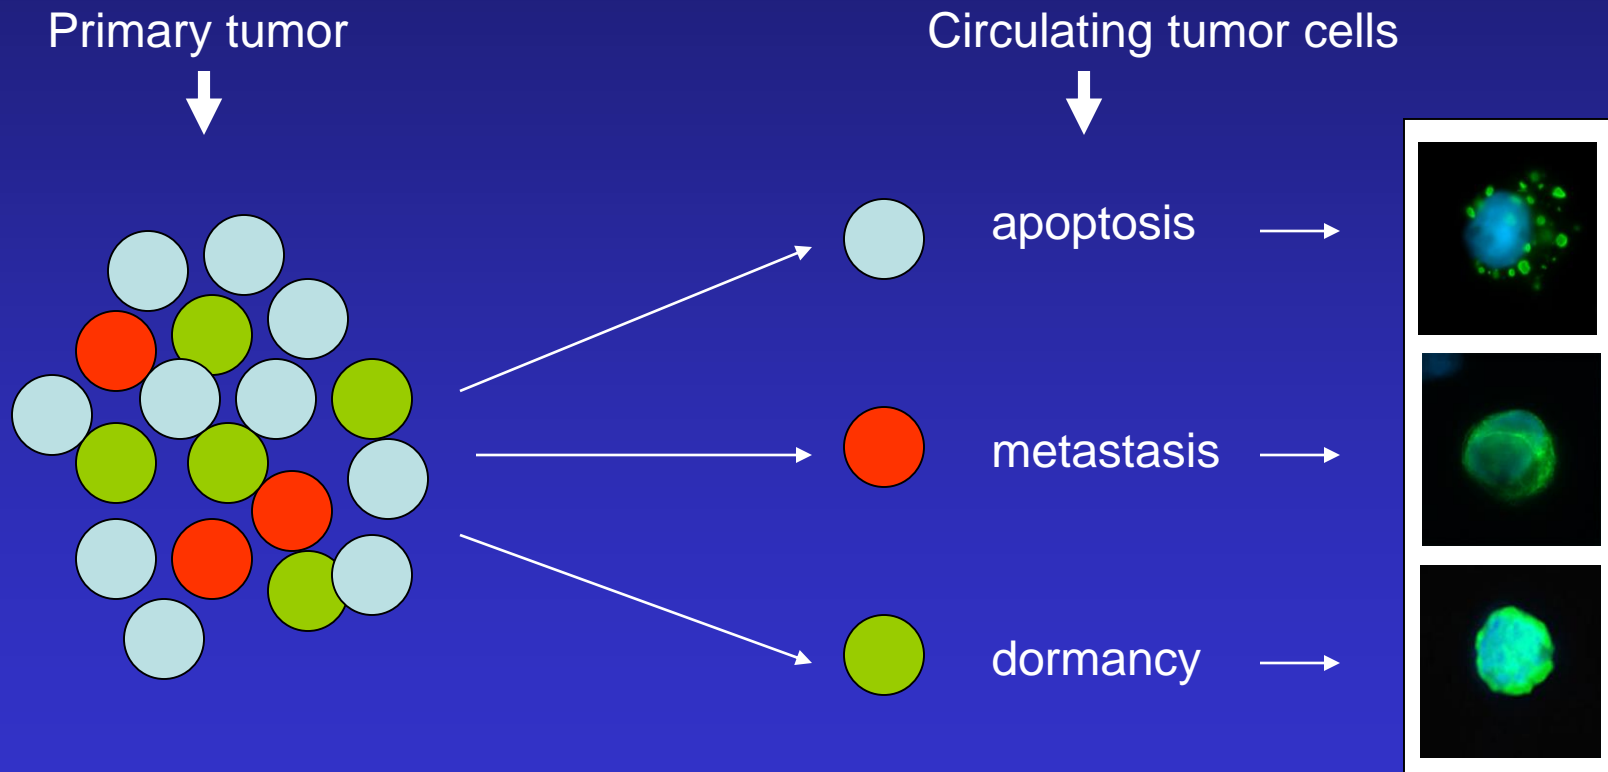 Primary tumor
Circulating tumor cells
apoptosis
metastasis
dormancy